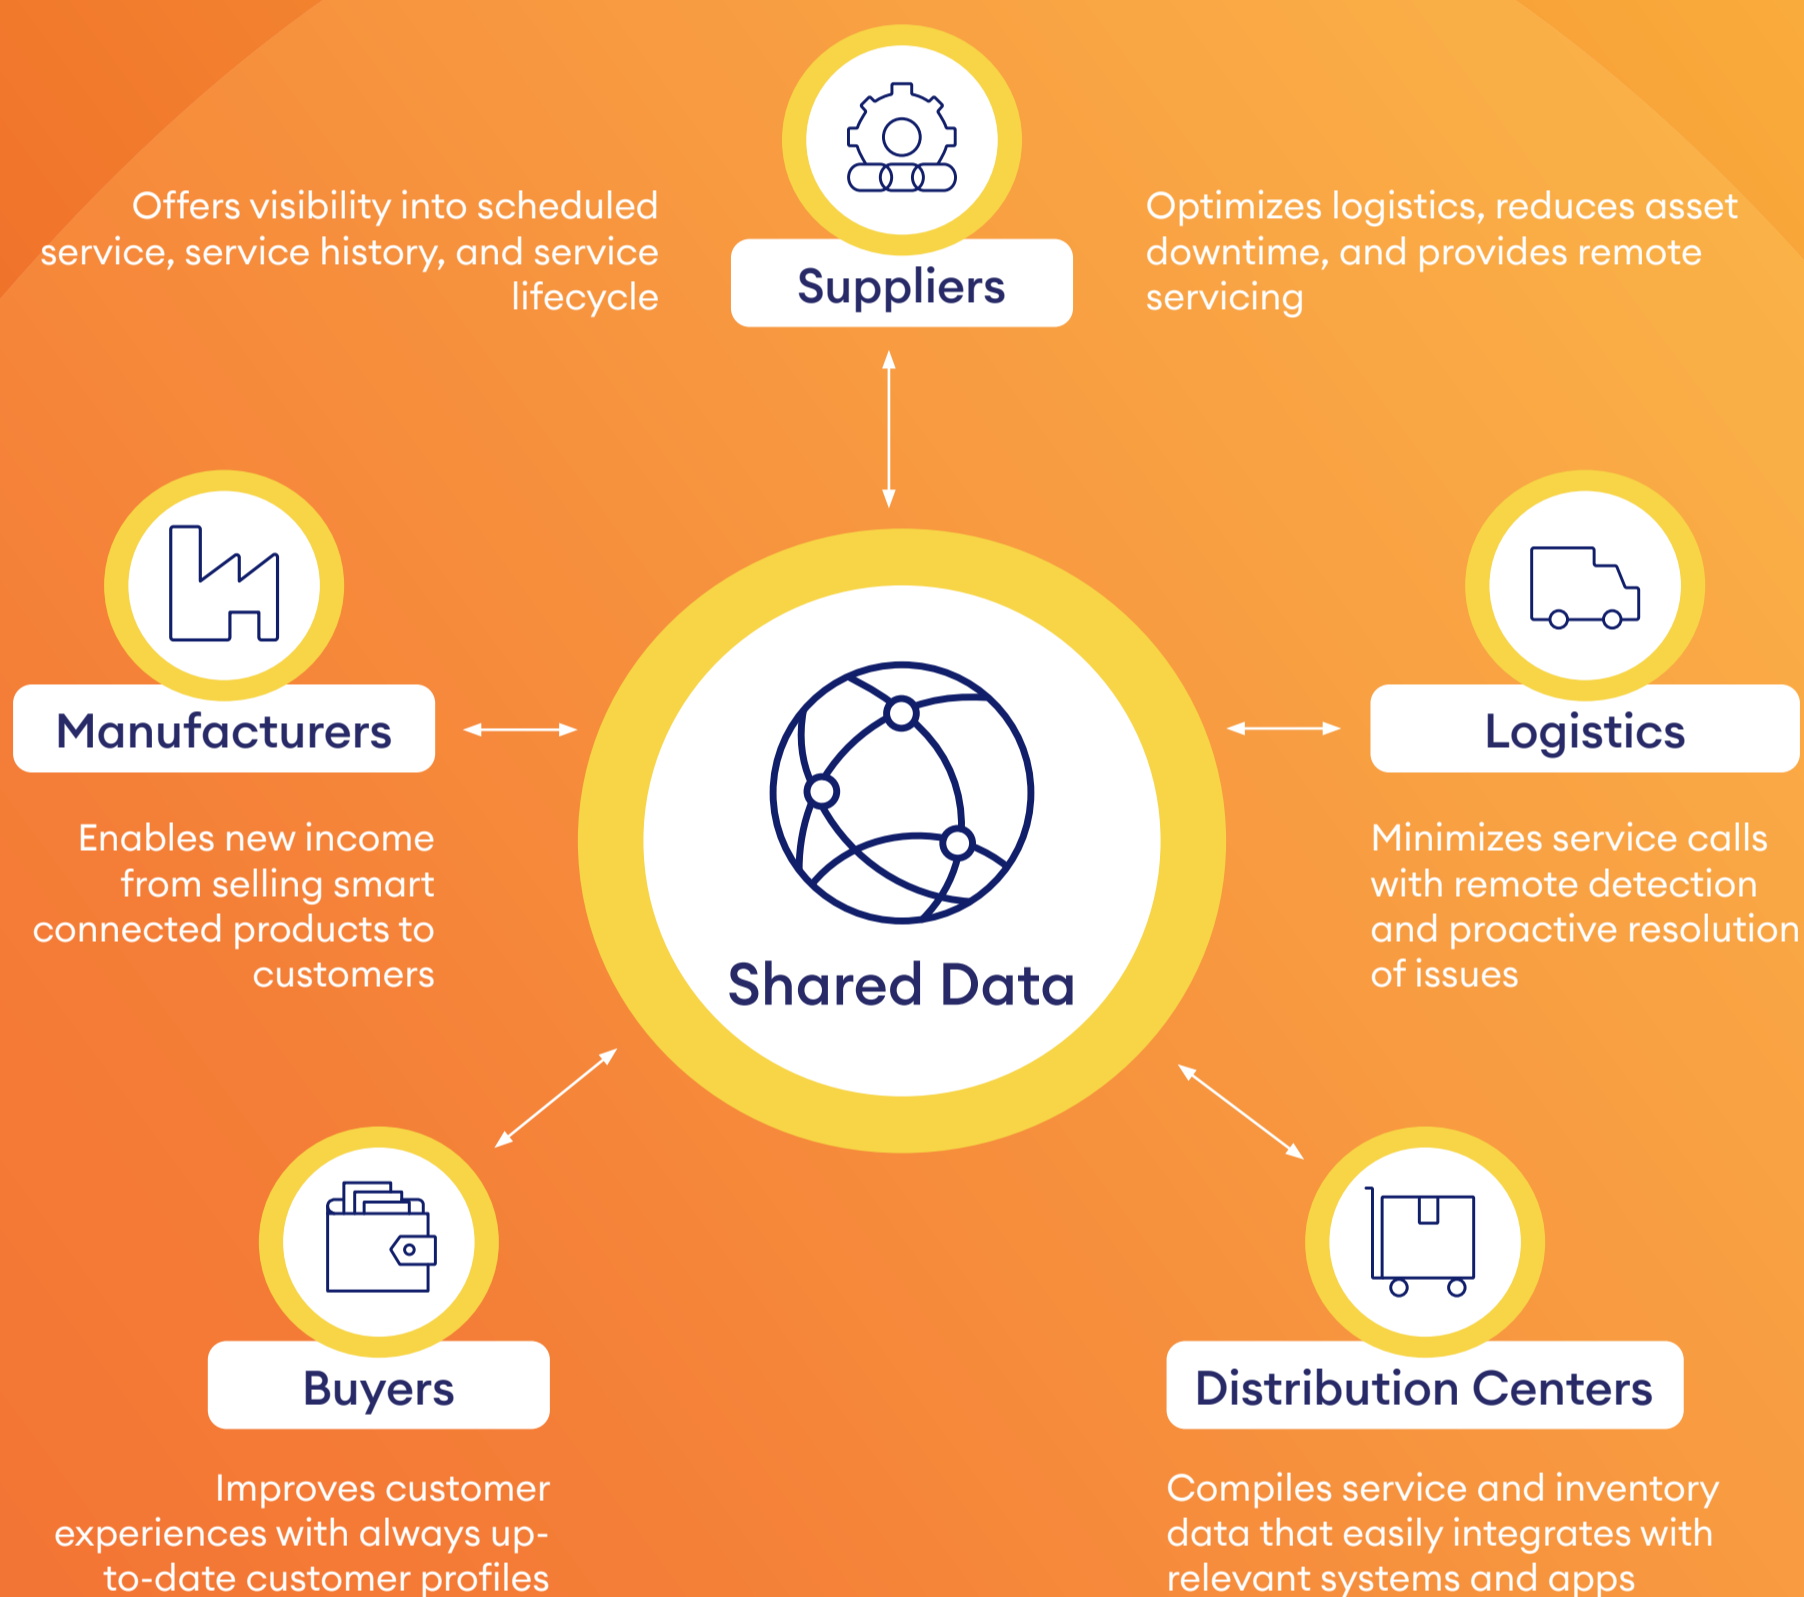 Offers visibility into scheduled
service, service history, and service
lifecycle
Suppliers
Optimizes logistics, reduces asset
downtime, and provides remote
servicing
Manufacturers
Enables new income
from selling smart
connected products to
customers
Shared Data
Logistics
Minimizes service calls
with remote detection
and proactive resolution
of issues
Buyers
Improves customer
experiences with always up-
to-date customer profiles
Distribution Centers
Compiles service and inventory
data that easily integrates with
relevant systems and apps